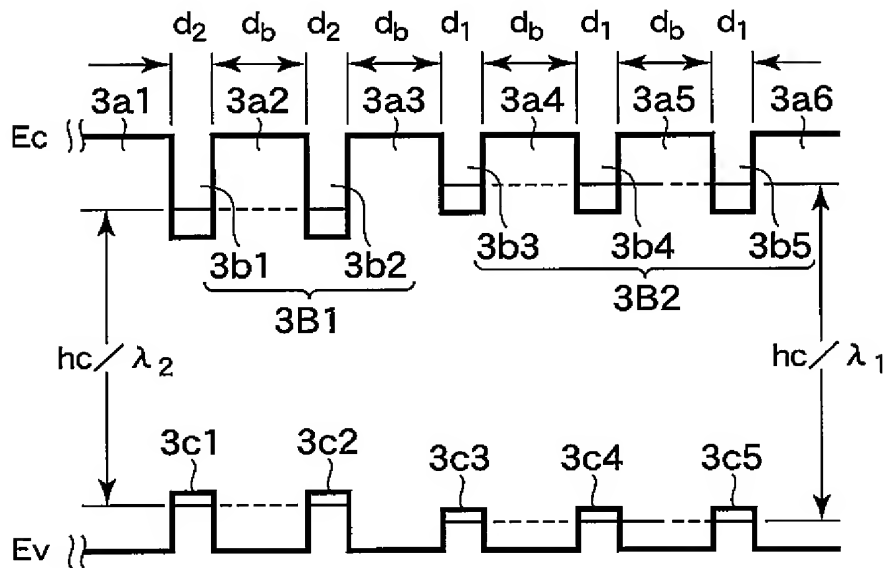 d2 db d2 db d1 db d1 db d1
3a1 3a2 3a3 3a4 3a5 3a6
Ec
3b1 3b2 3b3 3b4 3b5
3B1 3B2
hc/λ2 hc/λ1
3c1 3c2 3c3 3c4 3c5
Ev